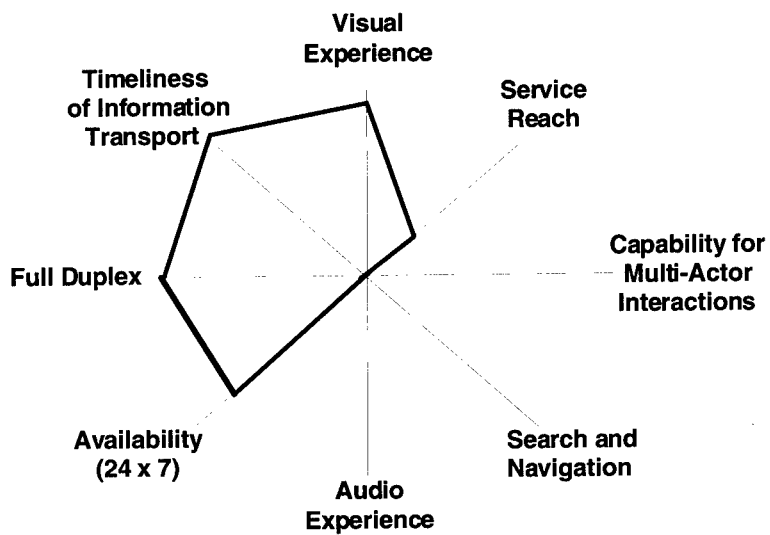 Visual
Experience
Timeliness
of Information
Transport
Service
Reach
Full Duplex
Capability for
Multi-Actor
Interactions
Availability
(24 x 7)
Search and
Navigation
Audio
Experience